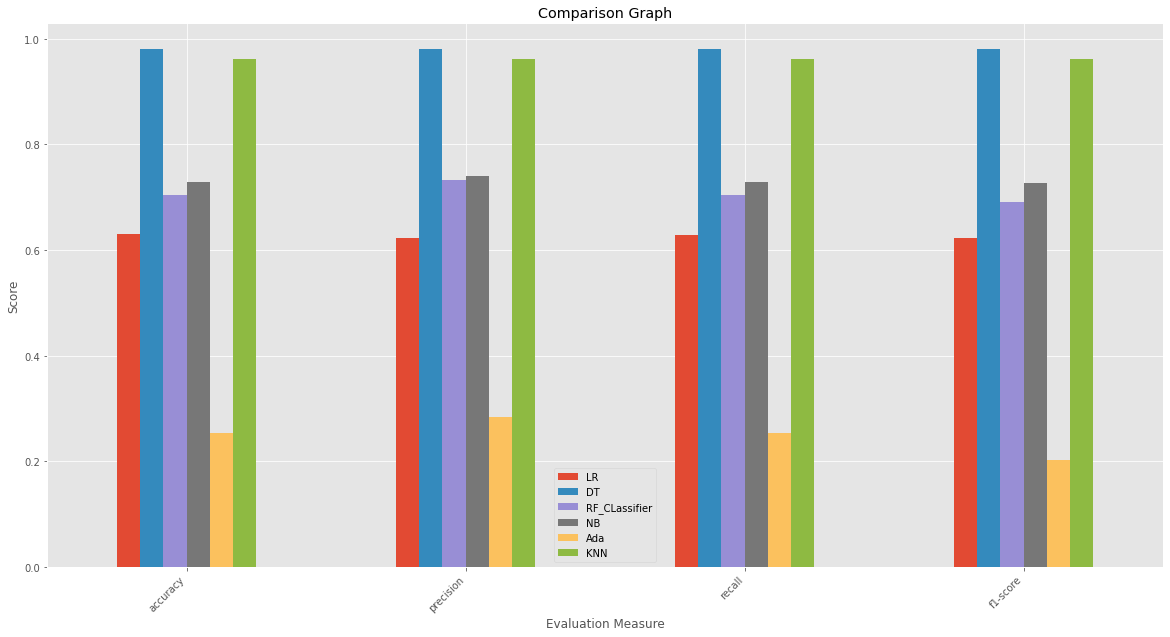 Comparison Graph
Score
1.0
0.8
0.6
0.4
0.2
0.0
LR
DT
RF_CLassifier
NB
Ada
KNN
accuracy
precision
recall
f1-score
Evaluation Measure